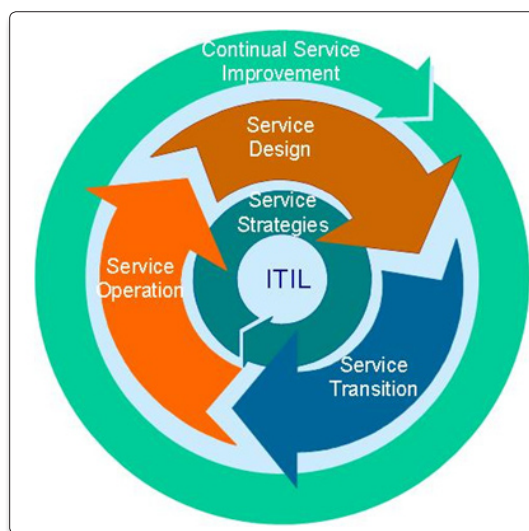 Continual Service
Improvement
Service
Design
Service
Strategies
ITIL
Service
Operation
Service
Transition